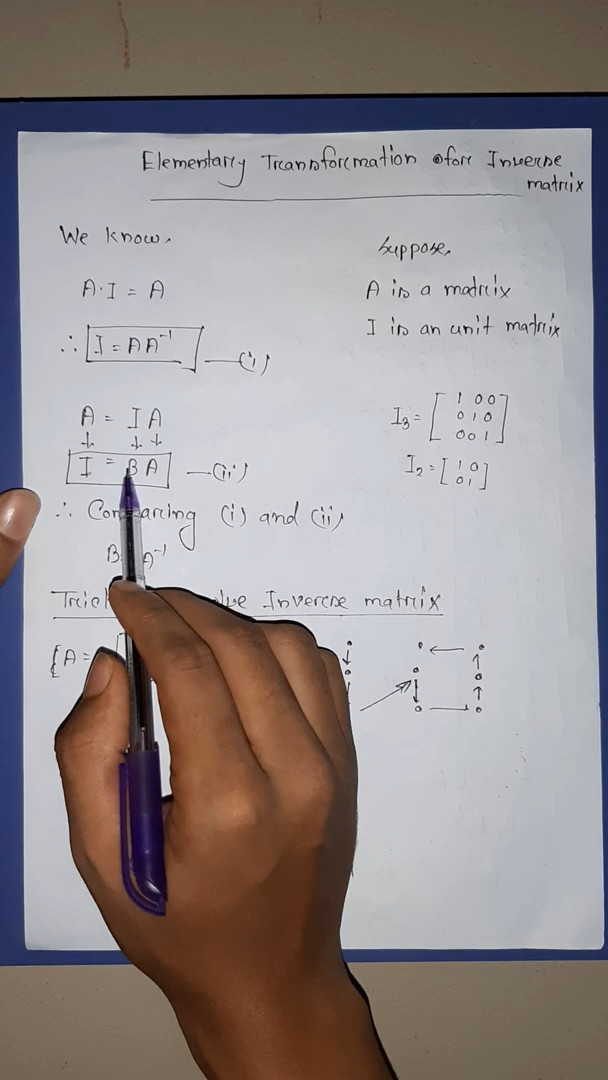 Elementary Transformation for Inverse
matrix
We know,
A·I = A
∴ I = AA⁻¹ —(i)
A = I A
↓ ↓ ↓
I = B A —(ii)
∴ Comparing (i) and (ii)
B A⁻¹
Suppose,
A is a matrix
I is an unit matrix
I₃ = [ 1 0 0
0 1 0
0 0 1 ]
I₂ = [ 1 0
0 1 ]
Inverse matrix
[A =